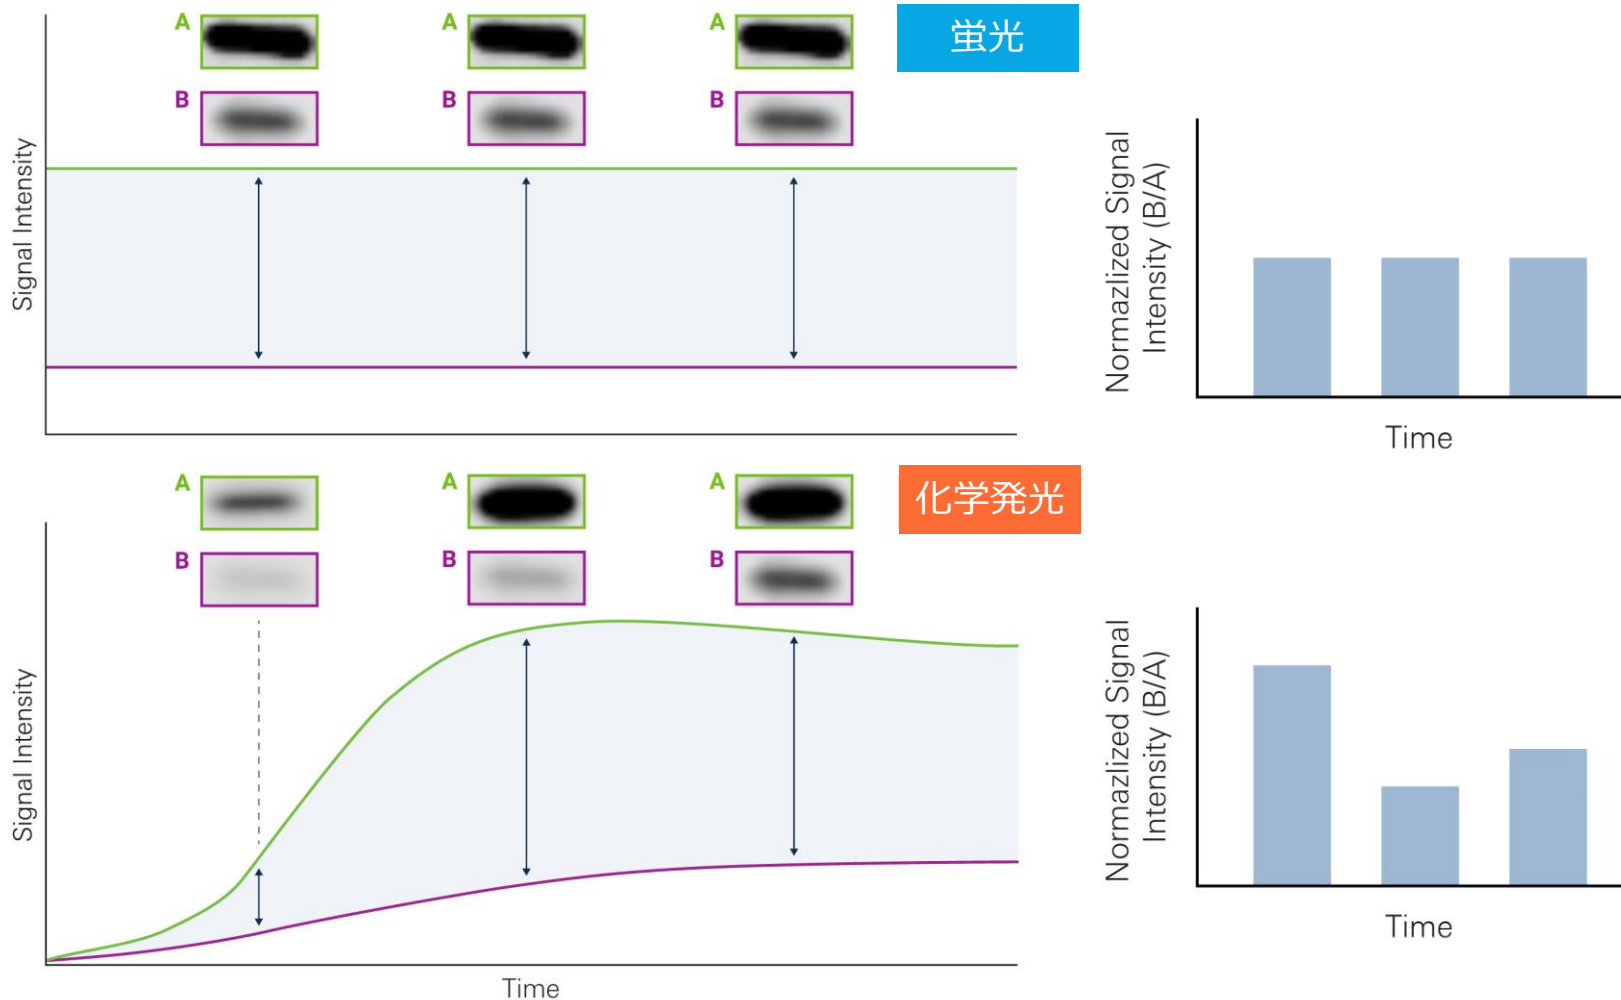 A
A
A
蛍光
B
B
B
Signal Intensity
Normazlized Signal
Intensity (B/A)
Time
A
A
A
化学発光
B
B
B
Signal Intensity
Time
Normazlized Signal
Intensity (B/A)
Time